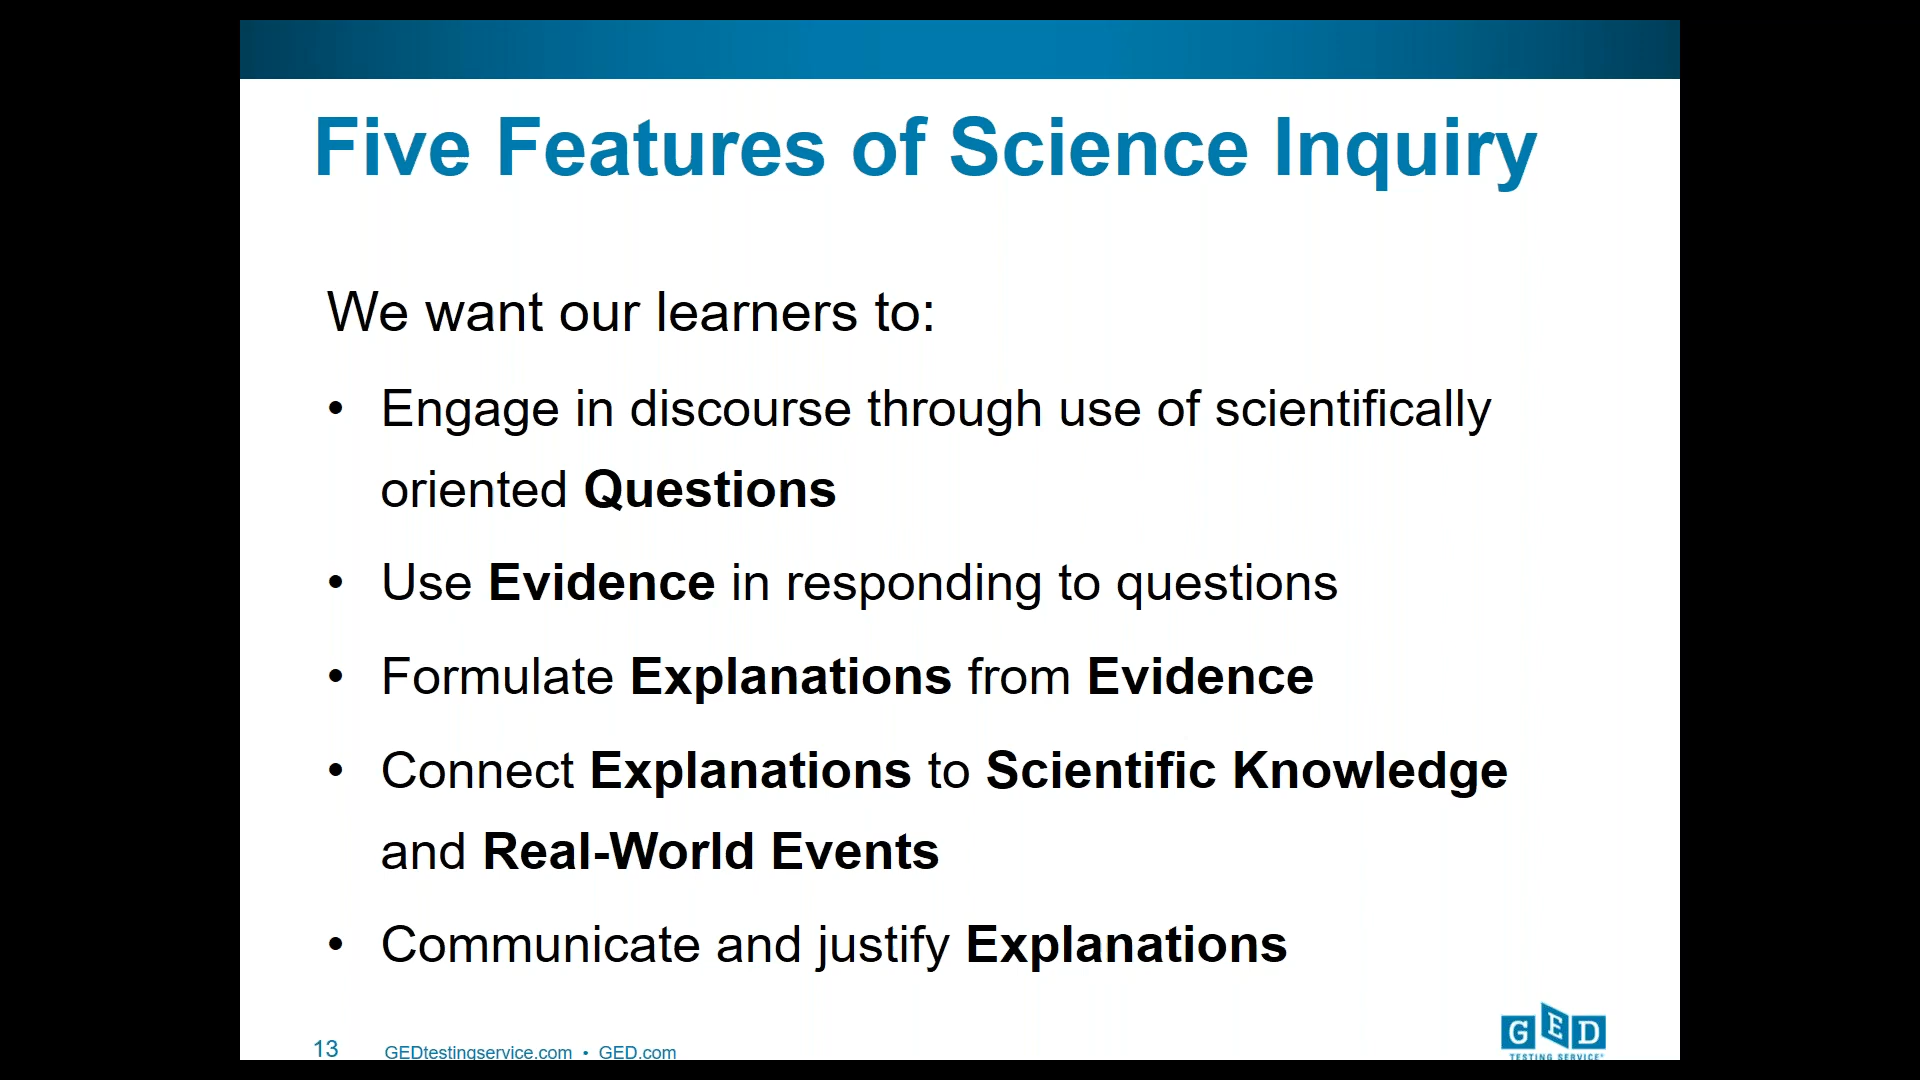 Five Features of Science Inquiry
We want our learners to:
• Engage in discourse through use of scientifically
oriented Questions
• Use Evidence in responding to questions
• Formulate Explanations from Evidence
• Connect Explanations to Scientific Knowledge
and Real-World Events
• Communicate and justify Explanations
13 GEDtestingservice.com • GED.com
GED
TESTING SERVICE®